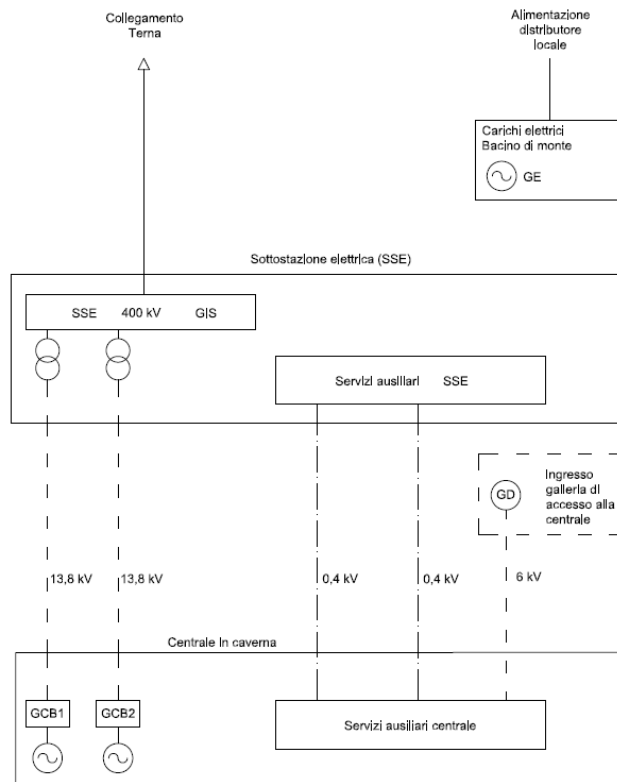 Collegamento
Terna
Alimentazione
distributore
locale
Carichi elettrici
Bacino di monte
GE
Sottostazione elettrica (SSE)
SSE 400 kV GIS
Servizi ausiliari SSE
GD
Ingresso
galleria di
accesso alla
centrale
13,8 kV
13,8 kV
0,4 kV
0,4 kV
6 kV
Centrale in caverna
GCB1
GCB2
Servizi ausiliari centrale